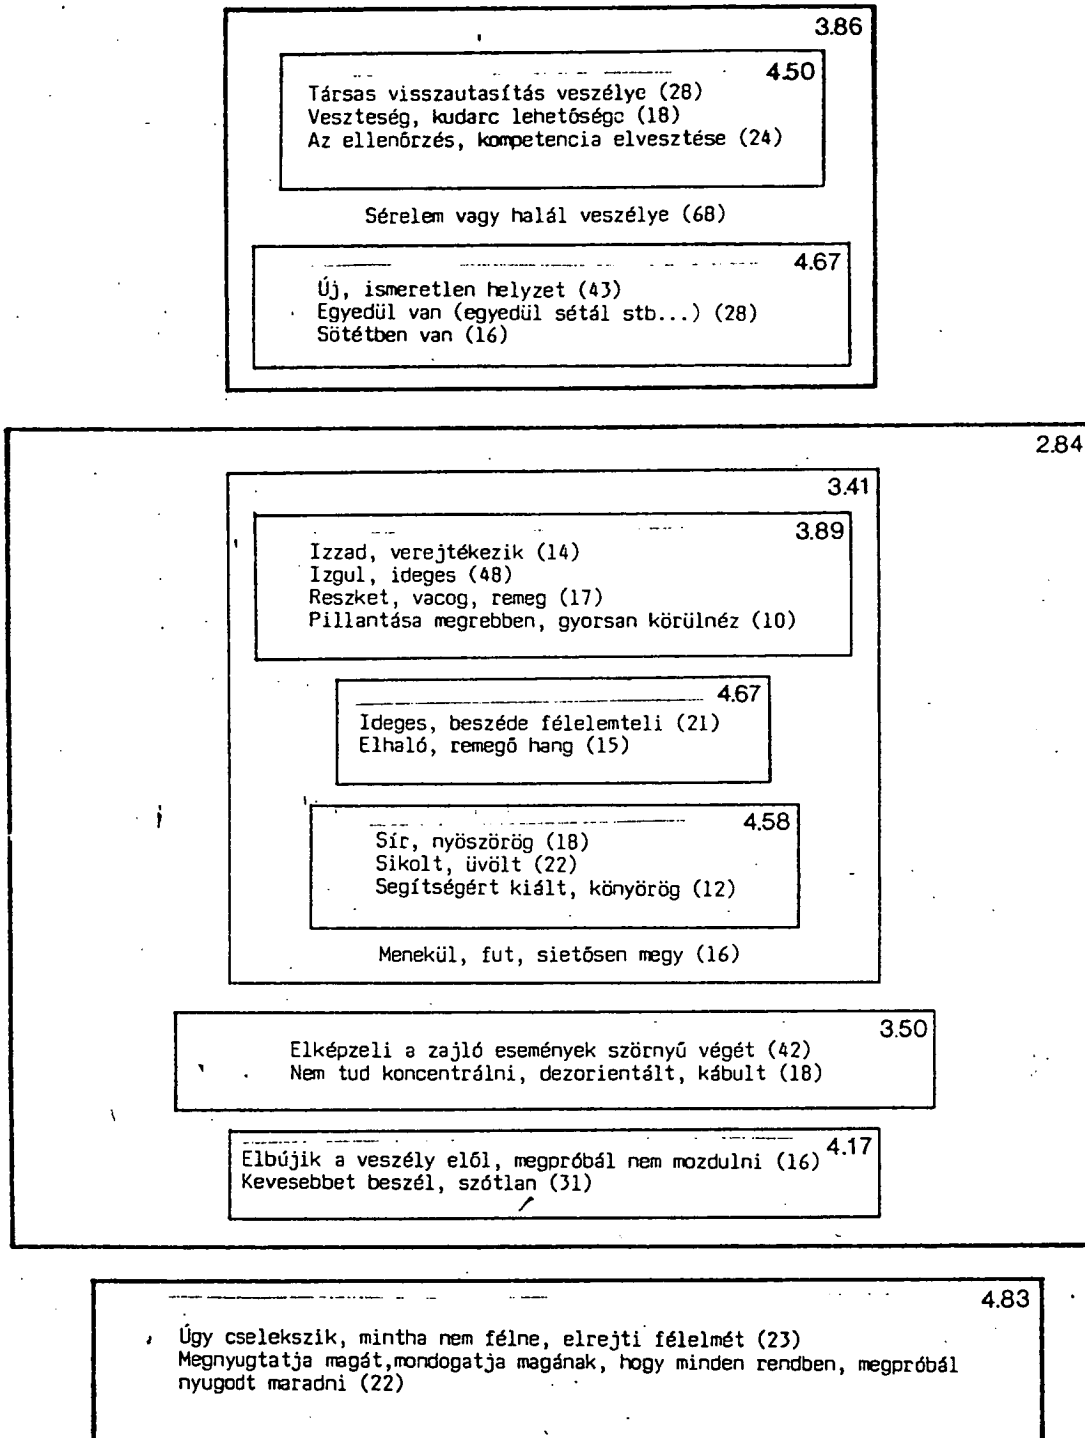 3.86
4.50
Társas visszautasítás veszélye (28)
Veszteség, kudarc lehetősége (18)
Az ellenőrzés, kompetencia elvesztése (24)
Sérelem vagy halál veszélye (68)
4.67
Új, ismeretlen helyzet (43)
Egyedül van (egyedül sétál stb...) (28)
Sötétben van (16)
2.84
3.41
3.89
Izzad, verejtékezik (14)
Izgul, ideges (48)
Reszket, vacog, remeg (17)
Pillantása megrebben, gyorsan körülnéz (10)
4.67
Ideges, beszéde félelemteli (21)
Elhaló, remegő hang (15)
4.58
Sír, nyöszörög (18)
Sikolt, üvölt (22)
Segítségért kiált, könyörög (12)
Menekül, fut, sietősen megy (16)
3.50
Elképzeli a zajló események szörnyű végét (42)
Nem tud koncentrálni, dezorientált, kábult (18)
4.17
Elbújik a veszély elől, megpróbál nem mozdulni (16)
Kevesebbet beszél, szótlan (31)
4.83
Úgy cselekszik, mintha nem félne, elrejti félelmét (23)
Megnyugtatja magát,mondogatja magának, hogy minden rendben, megpróbál
nyugodt maradni (22)